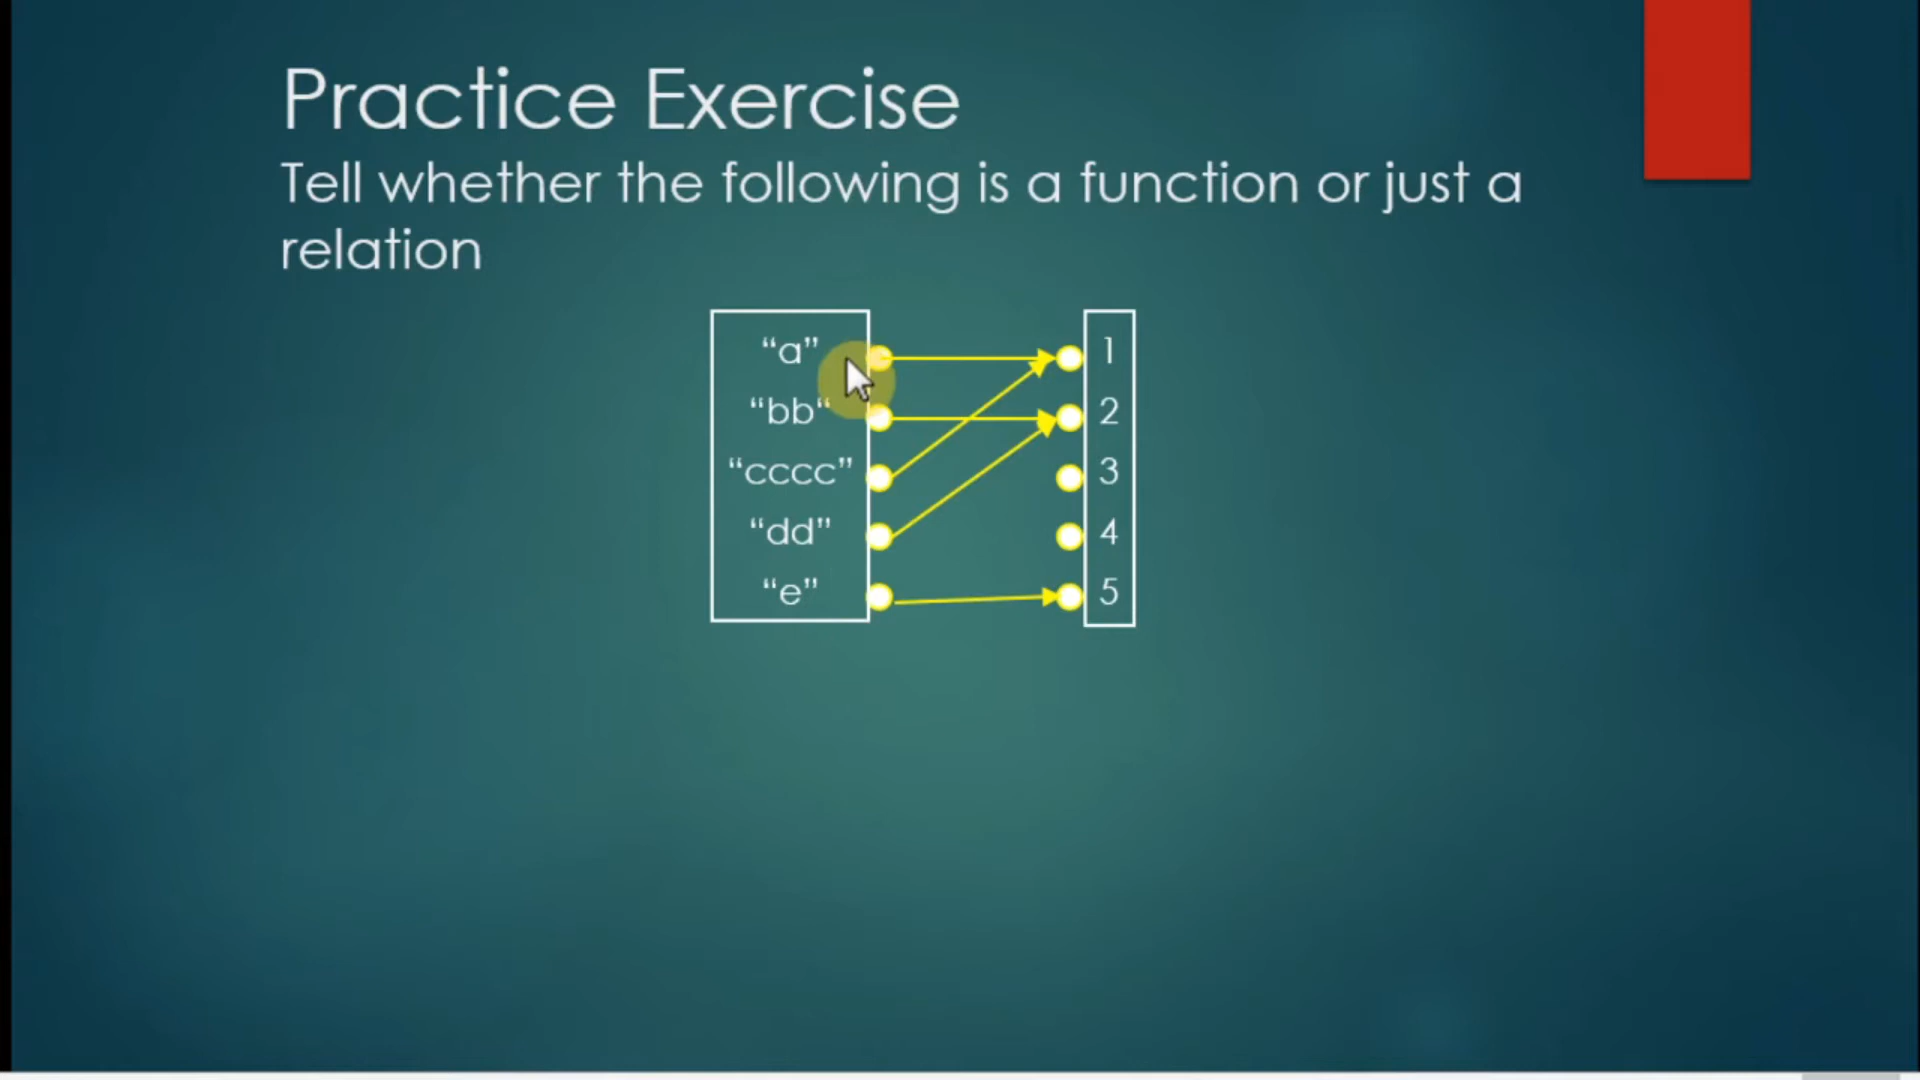 Practice Exercise
Tell whether the following is a function or just a
relation
“a” 1
“bb“ 2
“cccc” 3
“dd” 4
“e” 5